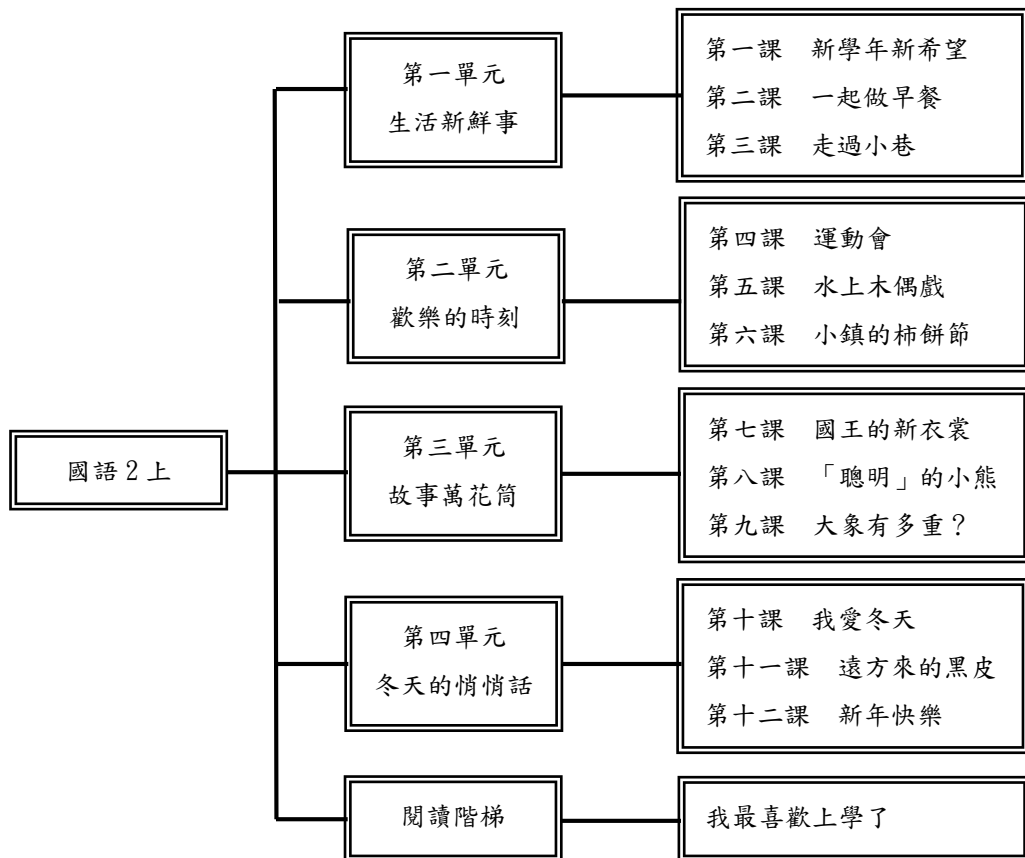 國語２上
第一單元
生活新鮮事
第一課　新學年新希望
第二課　一起做早餐
第三課　走過小巷
第二單元
歡樂的時刻
第四課　運動會
第五課　水上木偶戲
第六課　小鎮的柿餅節
第三單元
故事萬花筒
第七課　國王的新衣裳
第八課　「聰明」的小熊
第九課　大象有多重？
第四單元
冬天的悄悄話
第十課　我愛冬天
第十一課　遠方來的黑皮
第十二課　新年快樂
閱讀階梯
我最喜歡上學了